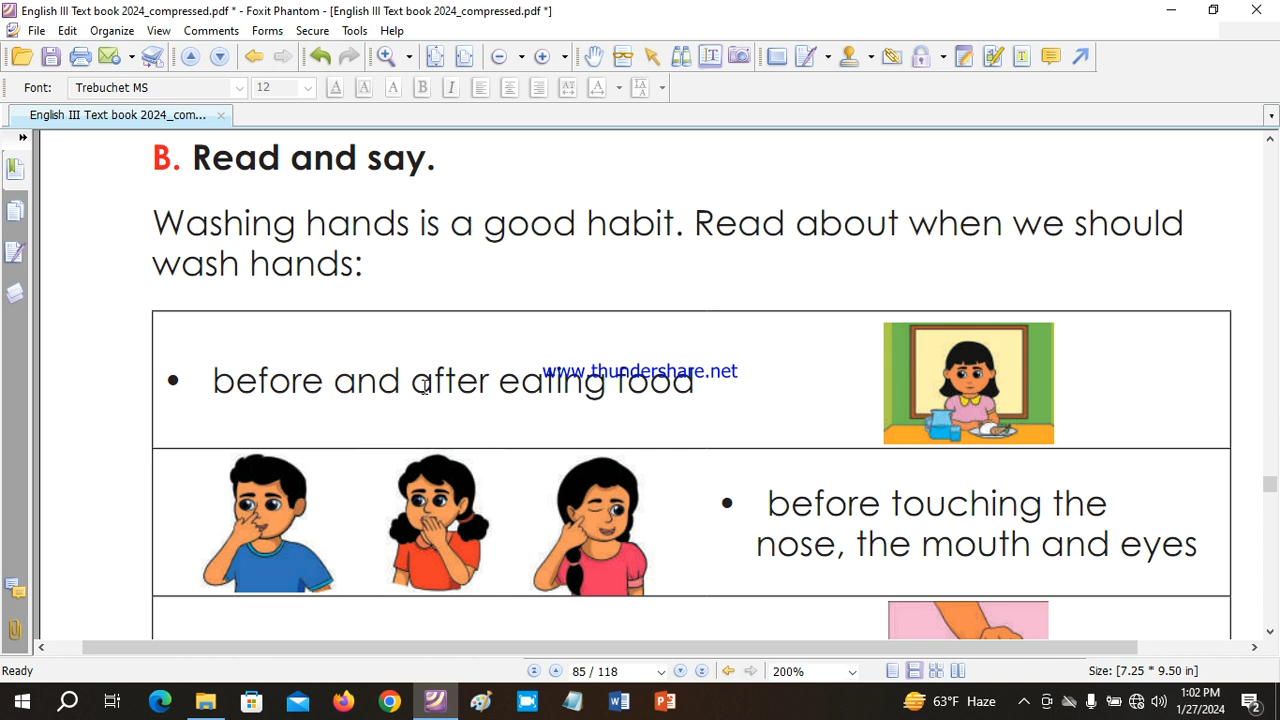 English III Text book 2024_compressed.pdf * - Foxit Phantom - [English III Text book 2024_compressed.pdf *]
File Edit Organize View Comments Forms Secure Tools Help
Font: Trebuchet MS 12
English III Text book 2024_com...
B. Read and say.
Washing hands is a good habit. Read about when we should
wash hands:
• before and after eating food
www.thundershare.net
• before touching the
nose, the mouth and eyes
Ready 85 / 118 200% Size: [7.25 * 9.50 in]
63°F Haze 1:02 PM
1/27/2024
2